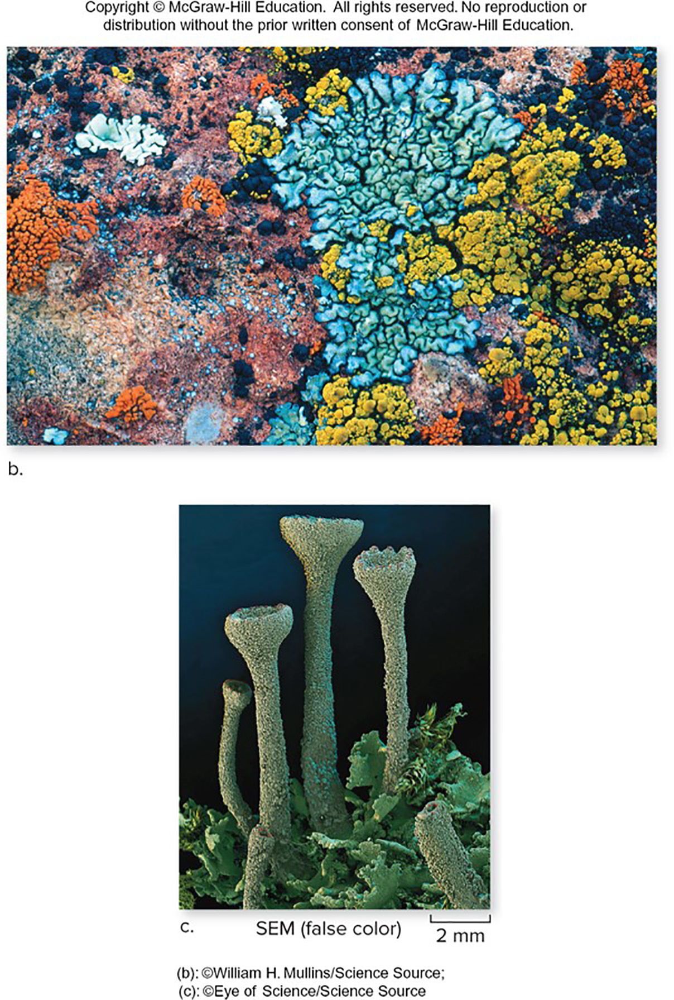 Copyright © McGraw-Hill Education. All rights reserved. No reproduction or
distribution without the prior written consent of McGraw-Hill Education.
b.
c.
SEM (false color)
2 mm
(b): ©William H. Mullins/Science Source;
(c): ©Eye of Science/Science Source